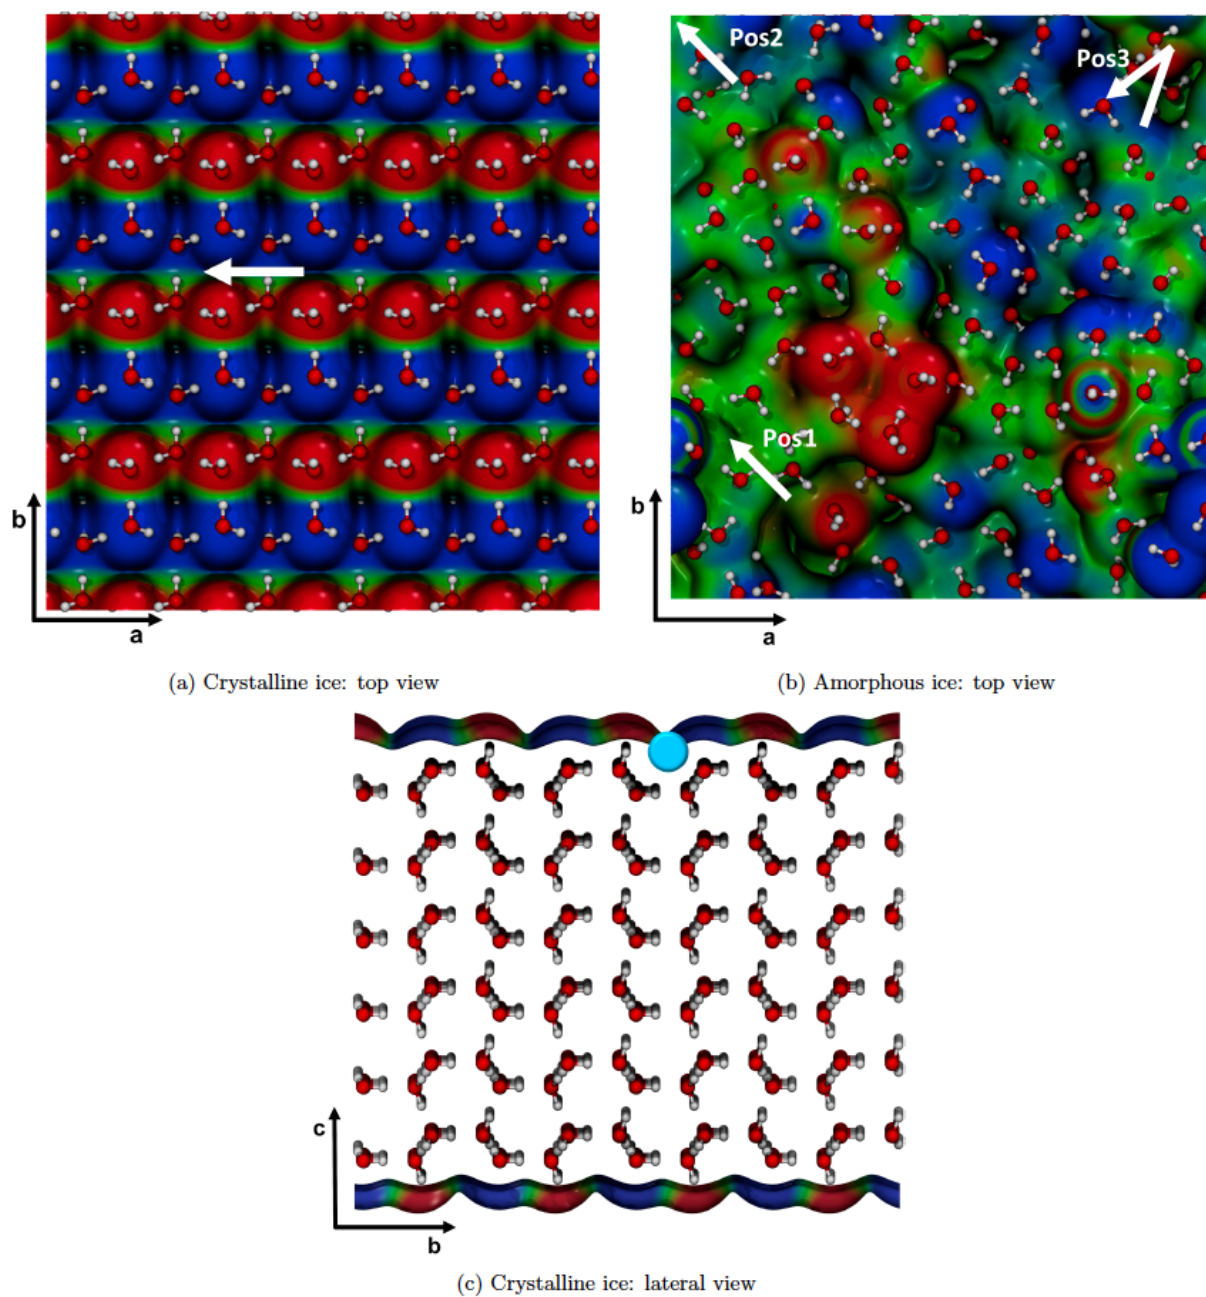 Pos2
Pos3
Pos1
b
a
b
a
(a) Crystalline ice: top view
(b) Amorphous ice: top view
c
b
(c) Crystalline ice: lateral view